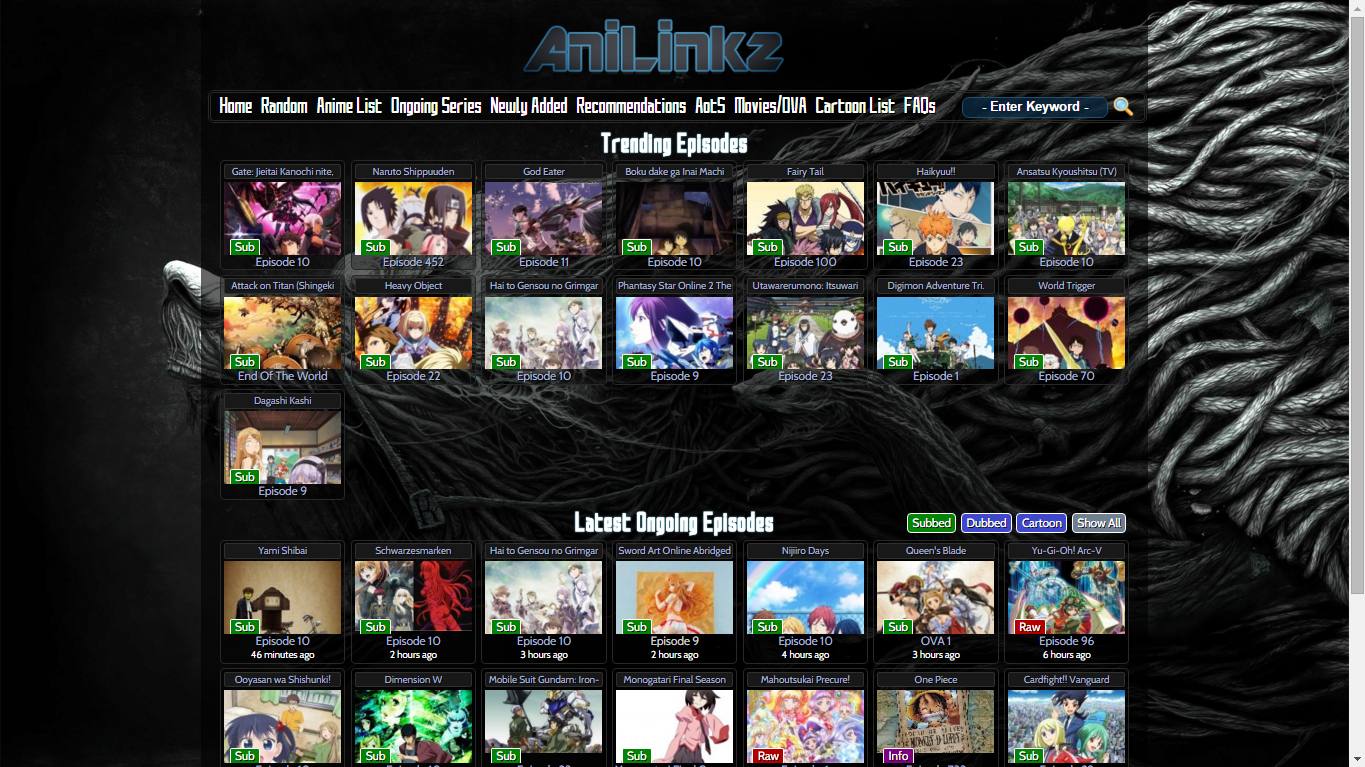 AniLinkz
Home Random Anime List Ongoing Series Newly Added Recommendations AotS Movies/OVA Cartoon List FAQs - Enter Keyword -
Trending Episodes
Gate: Jieitai Kanochi nite,
Sub
Episode 10
Naruto Shippuuden
Sub
Episode 452
God Eater
Sub
Episode 11
Boku dake ga Inai Machi
Sub
Episode 10
Fairy Tail
Sub
Episode 100
Haikyuu!!
Sub
Episode 23
Ansatsu Kyoushitsu (TV)
Sub
Episode 10
Attack on Titan (Shingeki
Sub
End Of The World
Heavy Object
Sub
Episode 22
Hai to Gensou no Grimgar
Sub
Episode 10
Phantasy Star Online 2 The
Sub
Episode 9
Utawarerumono: Itsuwari
Sub
Episode 23
Digimon Adventure Tri.
Sub
Episode 1
World Trigger
Sub
Episode 70
Dagashi Kashi
Sub
Episode 9
Latest Ongoing Episodes
Subbed Dubbed Cartoon Show All
Yami Shibai
Sub
Episode 10
46 minutes ago
Schwarzesmarken
Sub
Episode 10
2 hours ago
Hai to Gensou no Grimgar
Sub
Episode 10
3 hours ago
Sword Art Online Abridged
Sub
Episode 9
2 hours ago
Nijiiro Days
Sub
Episode 10
4 hours ago
Queen's Blade
Sub
OVA 1
3 hours ago
Yu-Gi-Oh! Arc-V
Raw
Episode 96
6 hours ago
Ooyasan wa Shishunki!
Sub
Dimension W
Sub
Mobile Suit Gundam: Iron-
Sub
Monogatari Final Season
Sub
Mahoutsukai Precure!
Raw
One Piece
WANTED
Info
Cardfight!! Vanguard
Sub